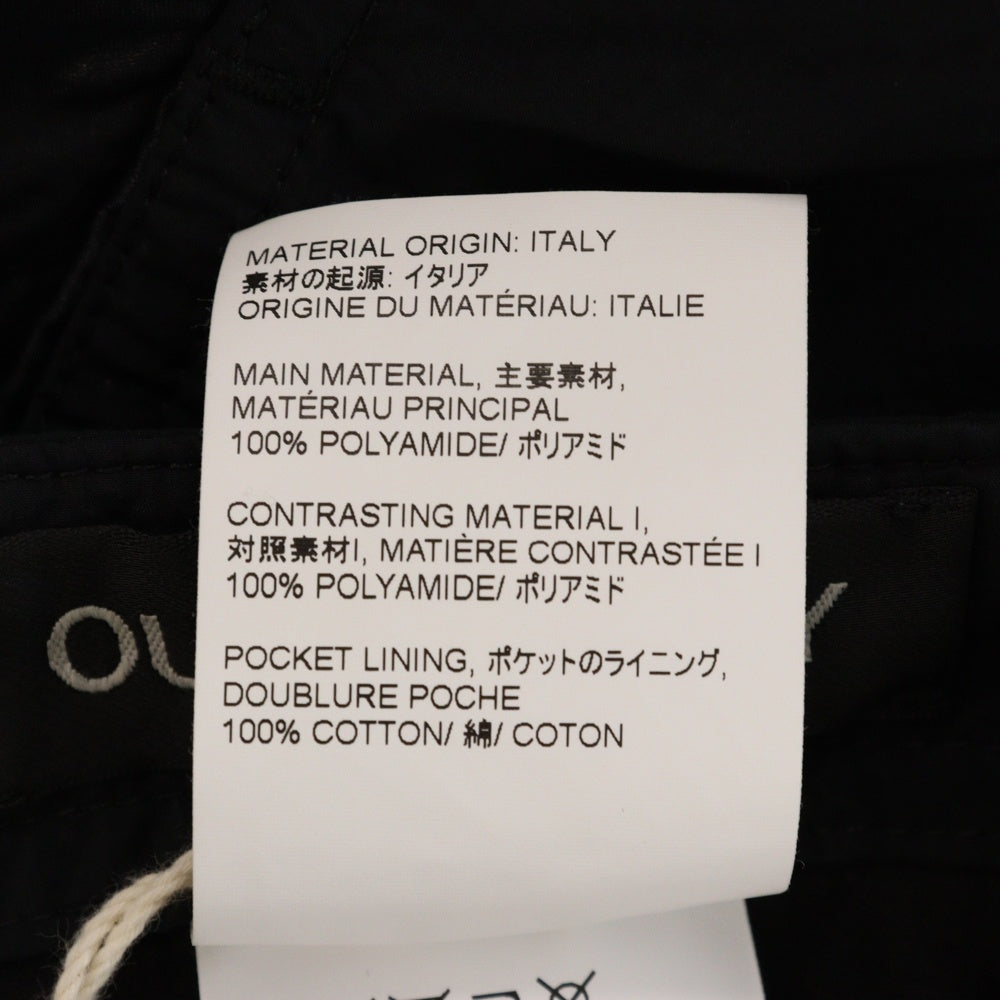 MATERIAL ORIGIN: ITALY
素材の起源: イタリア
ORIGINE DU MATÉRIAU: ITALIE
MAIN MATERIAL, 主要素材,
MATÉRIAU PRINCIPAL
100% POLYAMIDE/ ポリアミド
CONTRASTING MATERIAL I,
対照素材I, MATIÈRE CONTRASTÉE I
100% POLYAMIDE/ ポリアミド
POCKET LINING, ポケットのライニング,
DOUBLURE POCHE
100% COTTON/ 綿/ COTON